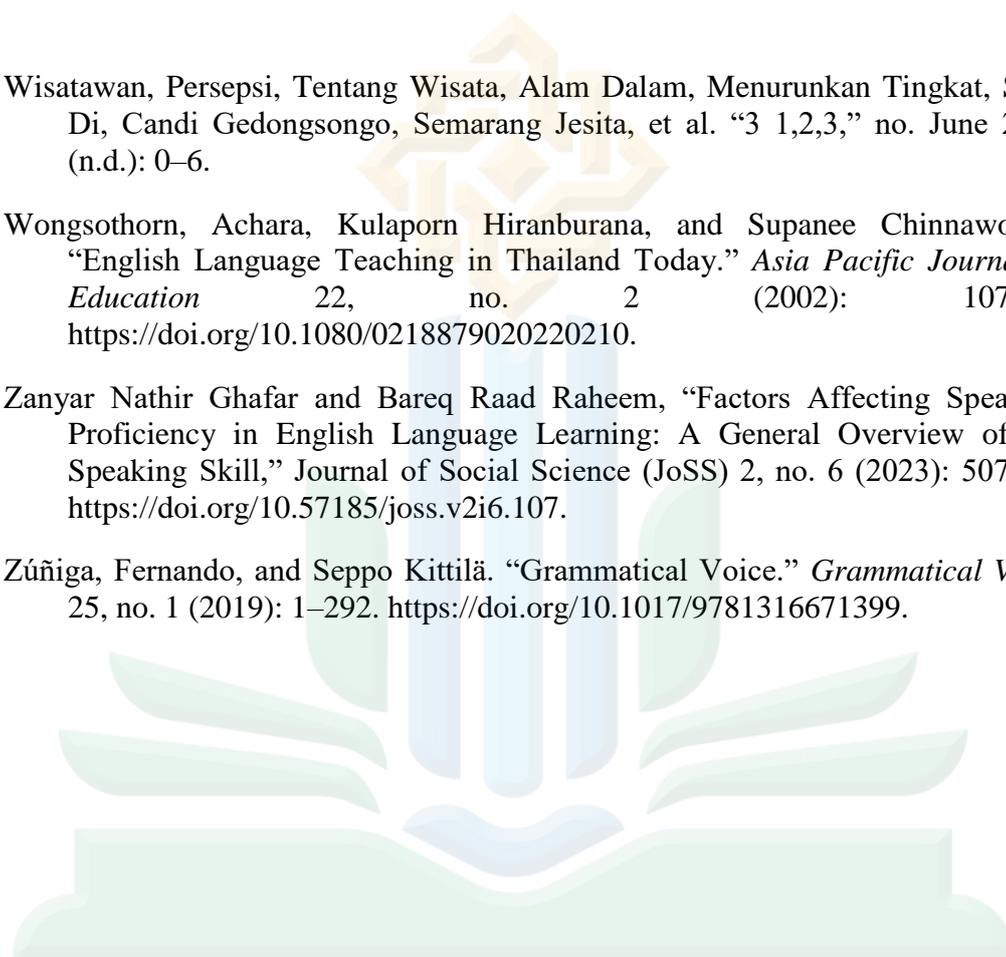 Wisatawan, Persepsi, Tentang Wisata, Alam Dalam, Menurunkan Tingkat,
Di, Candi Gedongsongo, Semarang Jesita, et al. “3 1,2,3,” no. June
(n.d.): 0–6.
Wongsothorn, Achara, Kulaporn Hiranburana, and Supanee
“English Language Teaching in Thailand Today.” Asia Pacific
Education 22, no. 2 (2002): 107
https://doi.org/10.1080/0218879020220210.
Zanyar Nathir Ghafar and Bareq Raad Raheem, “Factors Affecting
Proficiency in English Language Learning: A General Overview of
Speaking Skill,” Journal of Social Science (JoSS) 2, no. 6 (2023): 507
https://doi.org/10.57185/joss.v2i6.107.
Zúñiga, Fernando, and Seppo Kittilä. “Grammatical Voice.” Grammatical
25, no. 1 (2019): 1–292. https://doi.org/10.1017/9781316671399.